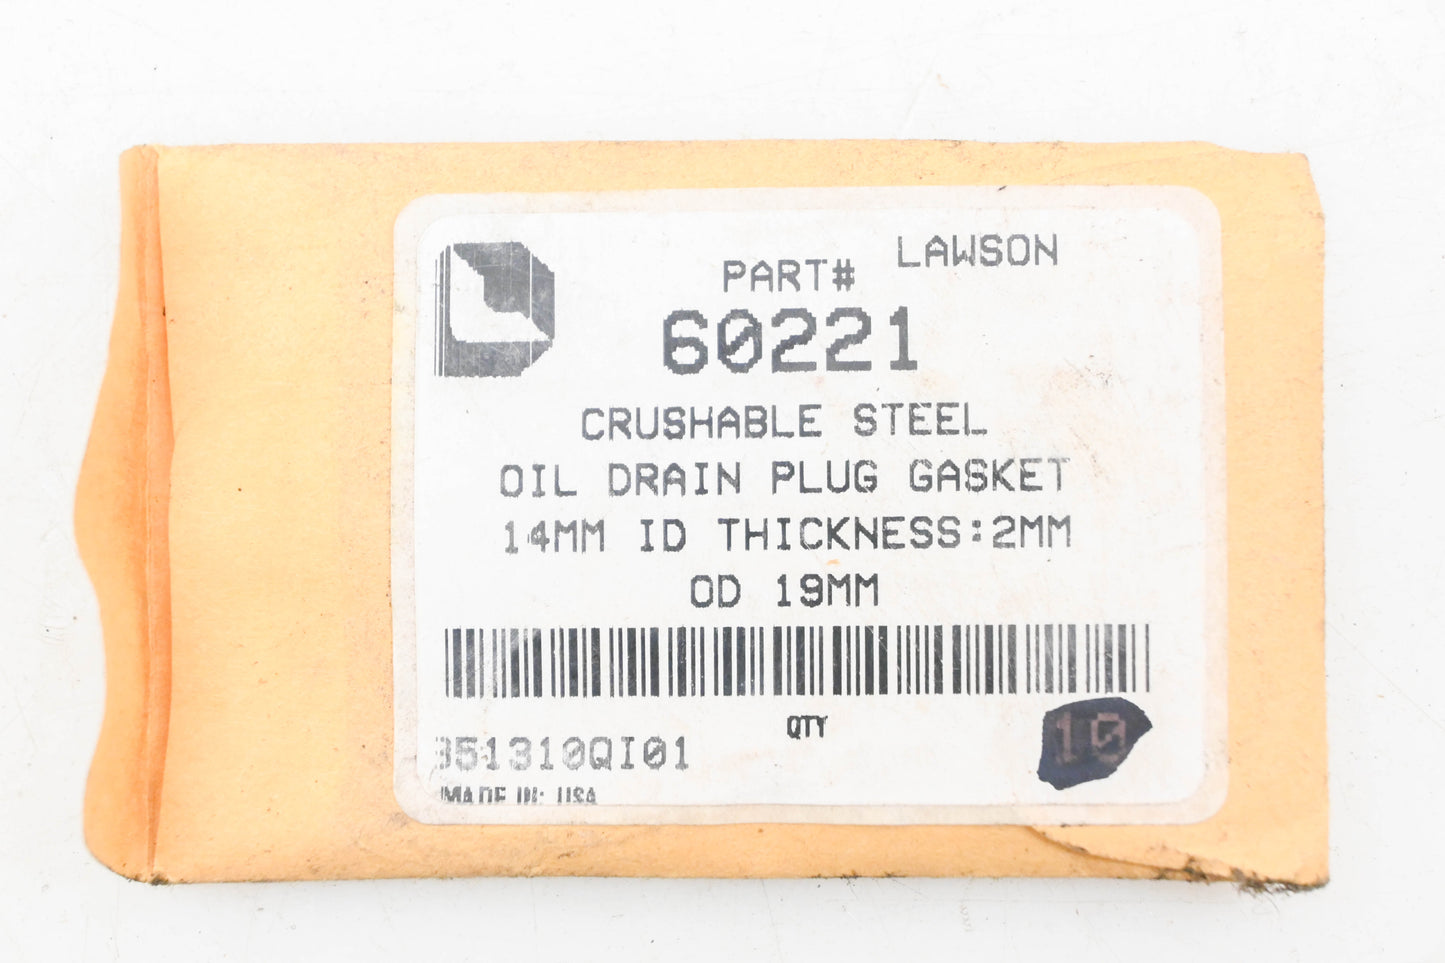 LAWSON
PART#
60221
CRUSHABLE STEEL
OIL DRAIN PLUG GASKET
14MM ID THICKNESS:2MM
OD 19MM
QTY
10
351310QI01
MADE IN: USA